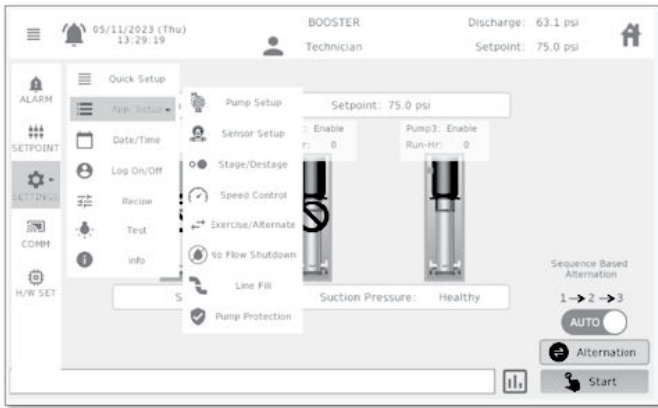 05/11/2023 (Thu)
13:29:19
BOOSTER
Technician
Discharge: 63.1 psi
Setpoint: 75.0 psi
ALARM
SETPOINT
SETTINGS
COMM
H/W SET
Quick Setup
App Setup
Date/Time
Log On/Off
Recipe
Test
Info
Pump Setup
Sensor Setup
Stage/Destage
Speed Control
Exercise/Alternate
No Flow Shutdown
Line Fill
Pump Protection
Setpoint: 75.0 psi
: Enable
r: 0
Pump3: Enable
Run-Hr: 0
S
Suction Pressure: Healthy
Sequence Based
Alternation
1➔2➔3
AUTO
Alternation
Start